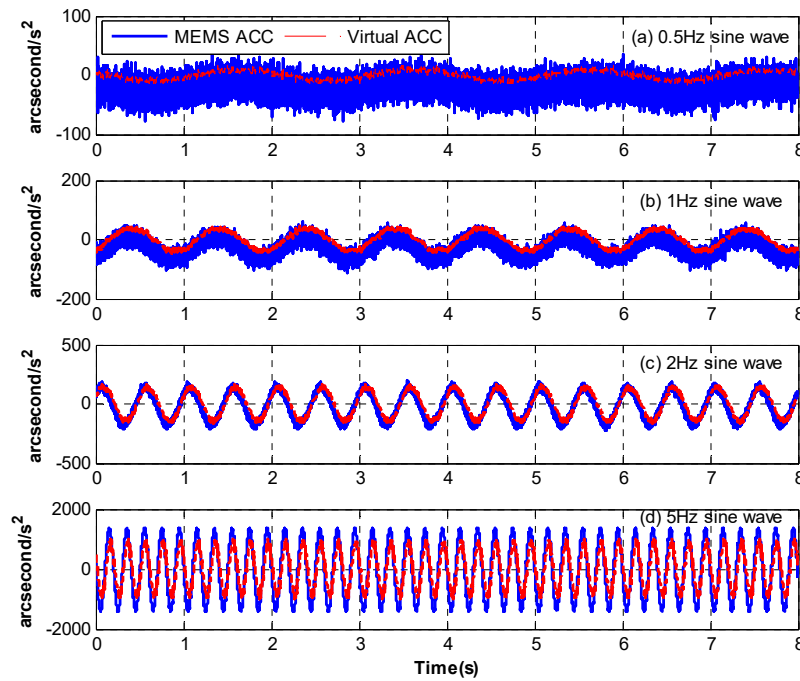 MEMS ACC Virtual ACC
(a) 0.5Hz sine wave
arcsecond/s²
100
0
-100
0 1 2 3 4 5 6 7 8
(b) 1Hz sine wave
arcsecond/s²
200
0
-200
0 1 2 3 4 5 6 7 8
(c) 2Hz sine wave
arcsecond/s²
500
0
-500
0 1 2 3 4 5 6 7 8
(d) 5Hz sine wave
arcsecond/s²
2000
0
-2000
0 1 2 3 4 5 6 7 8
Time(s)